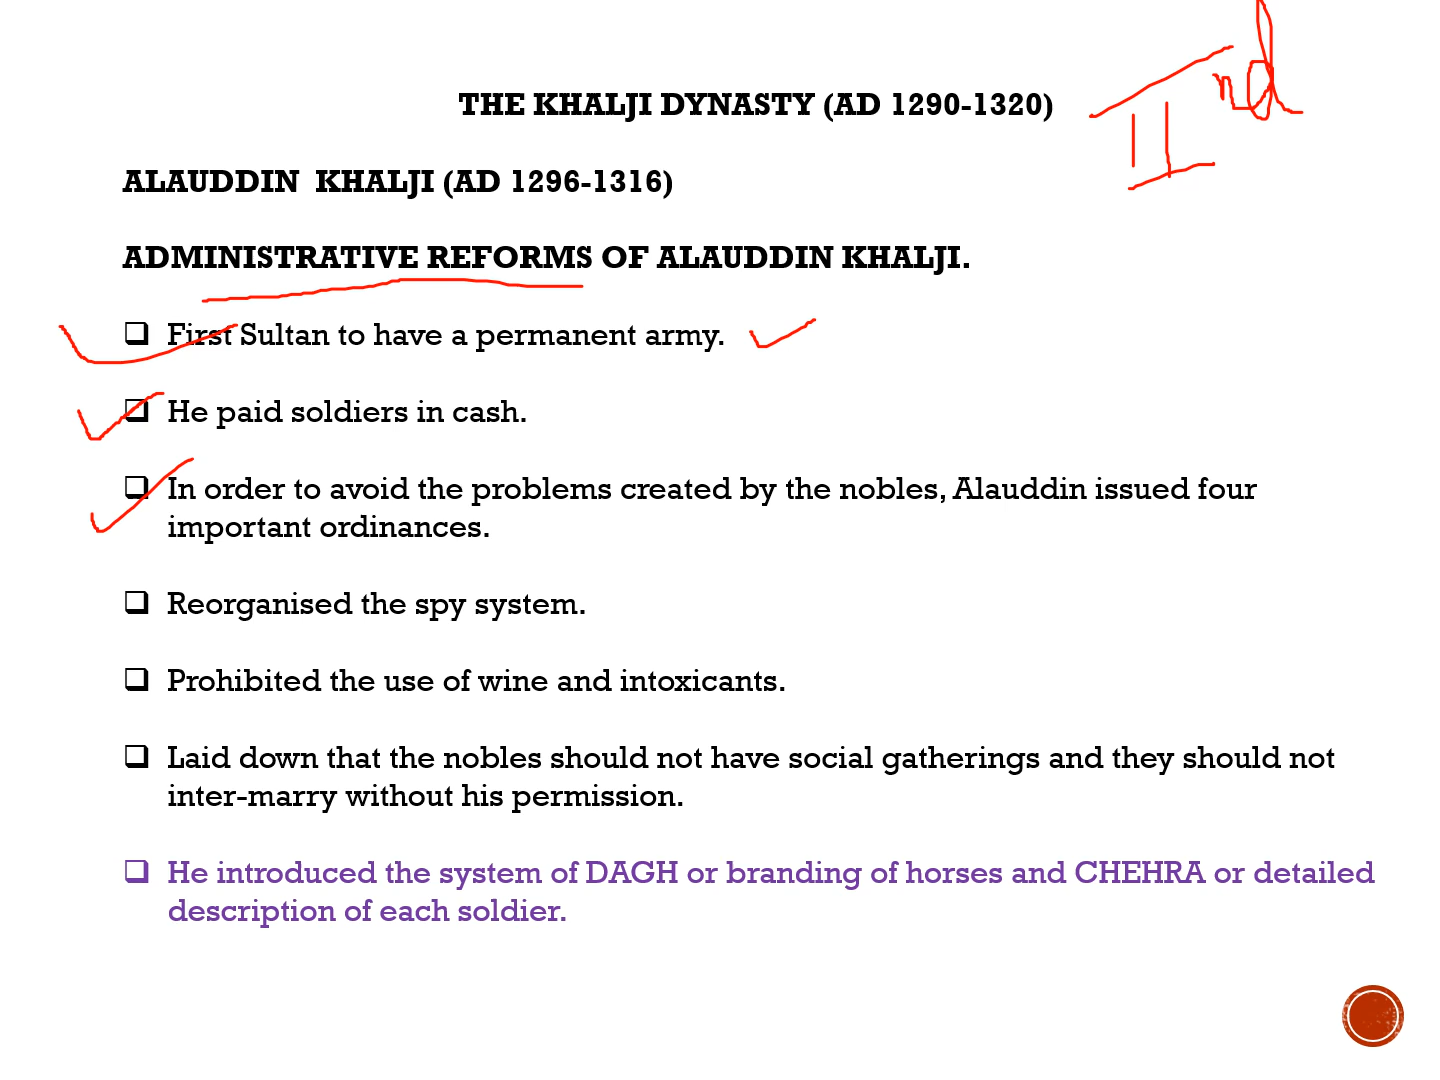 II nd
THE KHALJI DYNASTY (AD 1290-1320)
ALAUDDIN KHALJI (AD 1296-1316)
ADMINISTRATIVE REFORMS OF ALAUDDIN KHALJI.
First Sultan to have a permanent army.
He paid soldiers in cash.
In order to avoid the problems created by the nobles, Alauddin issued four
important ordinances.
Reorganised the spy system.
Prohibited the use of wine and intoxicants.
Laid down that the nobles should not have social gatherings and they should not
inter-marry without his permission.
He introduced the system of DAGH or branding of horses and CHEHRA or detailed
description of each soldier.